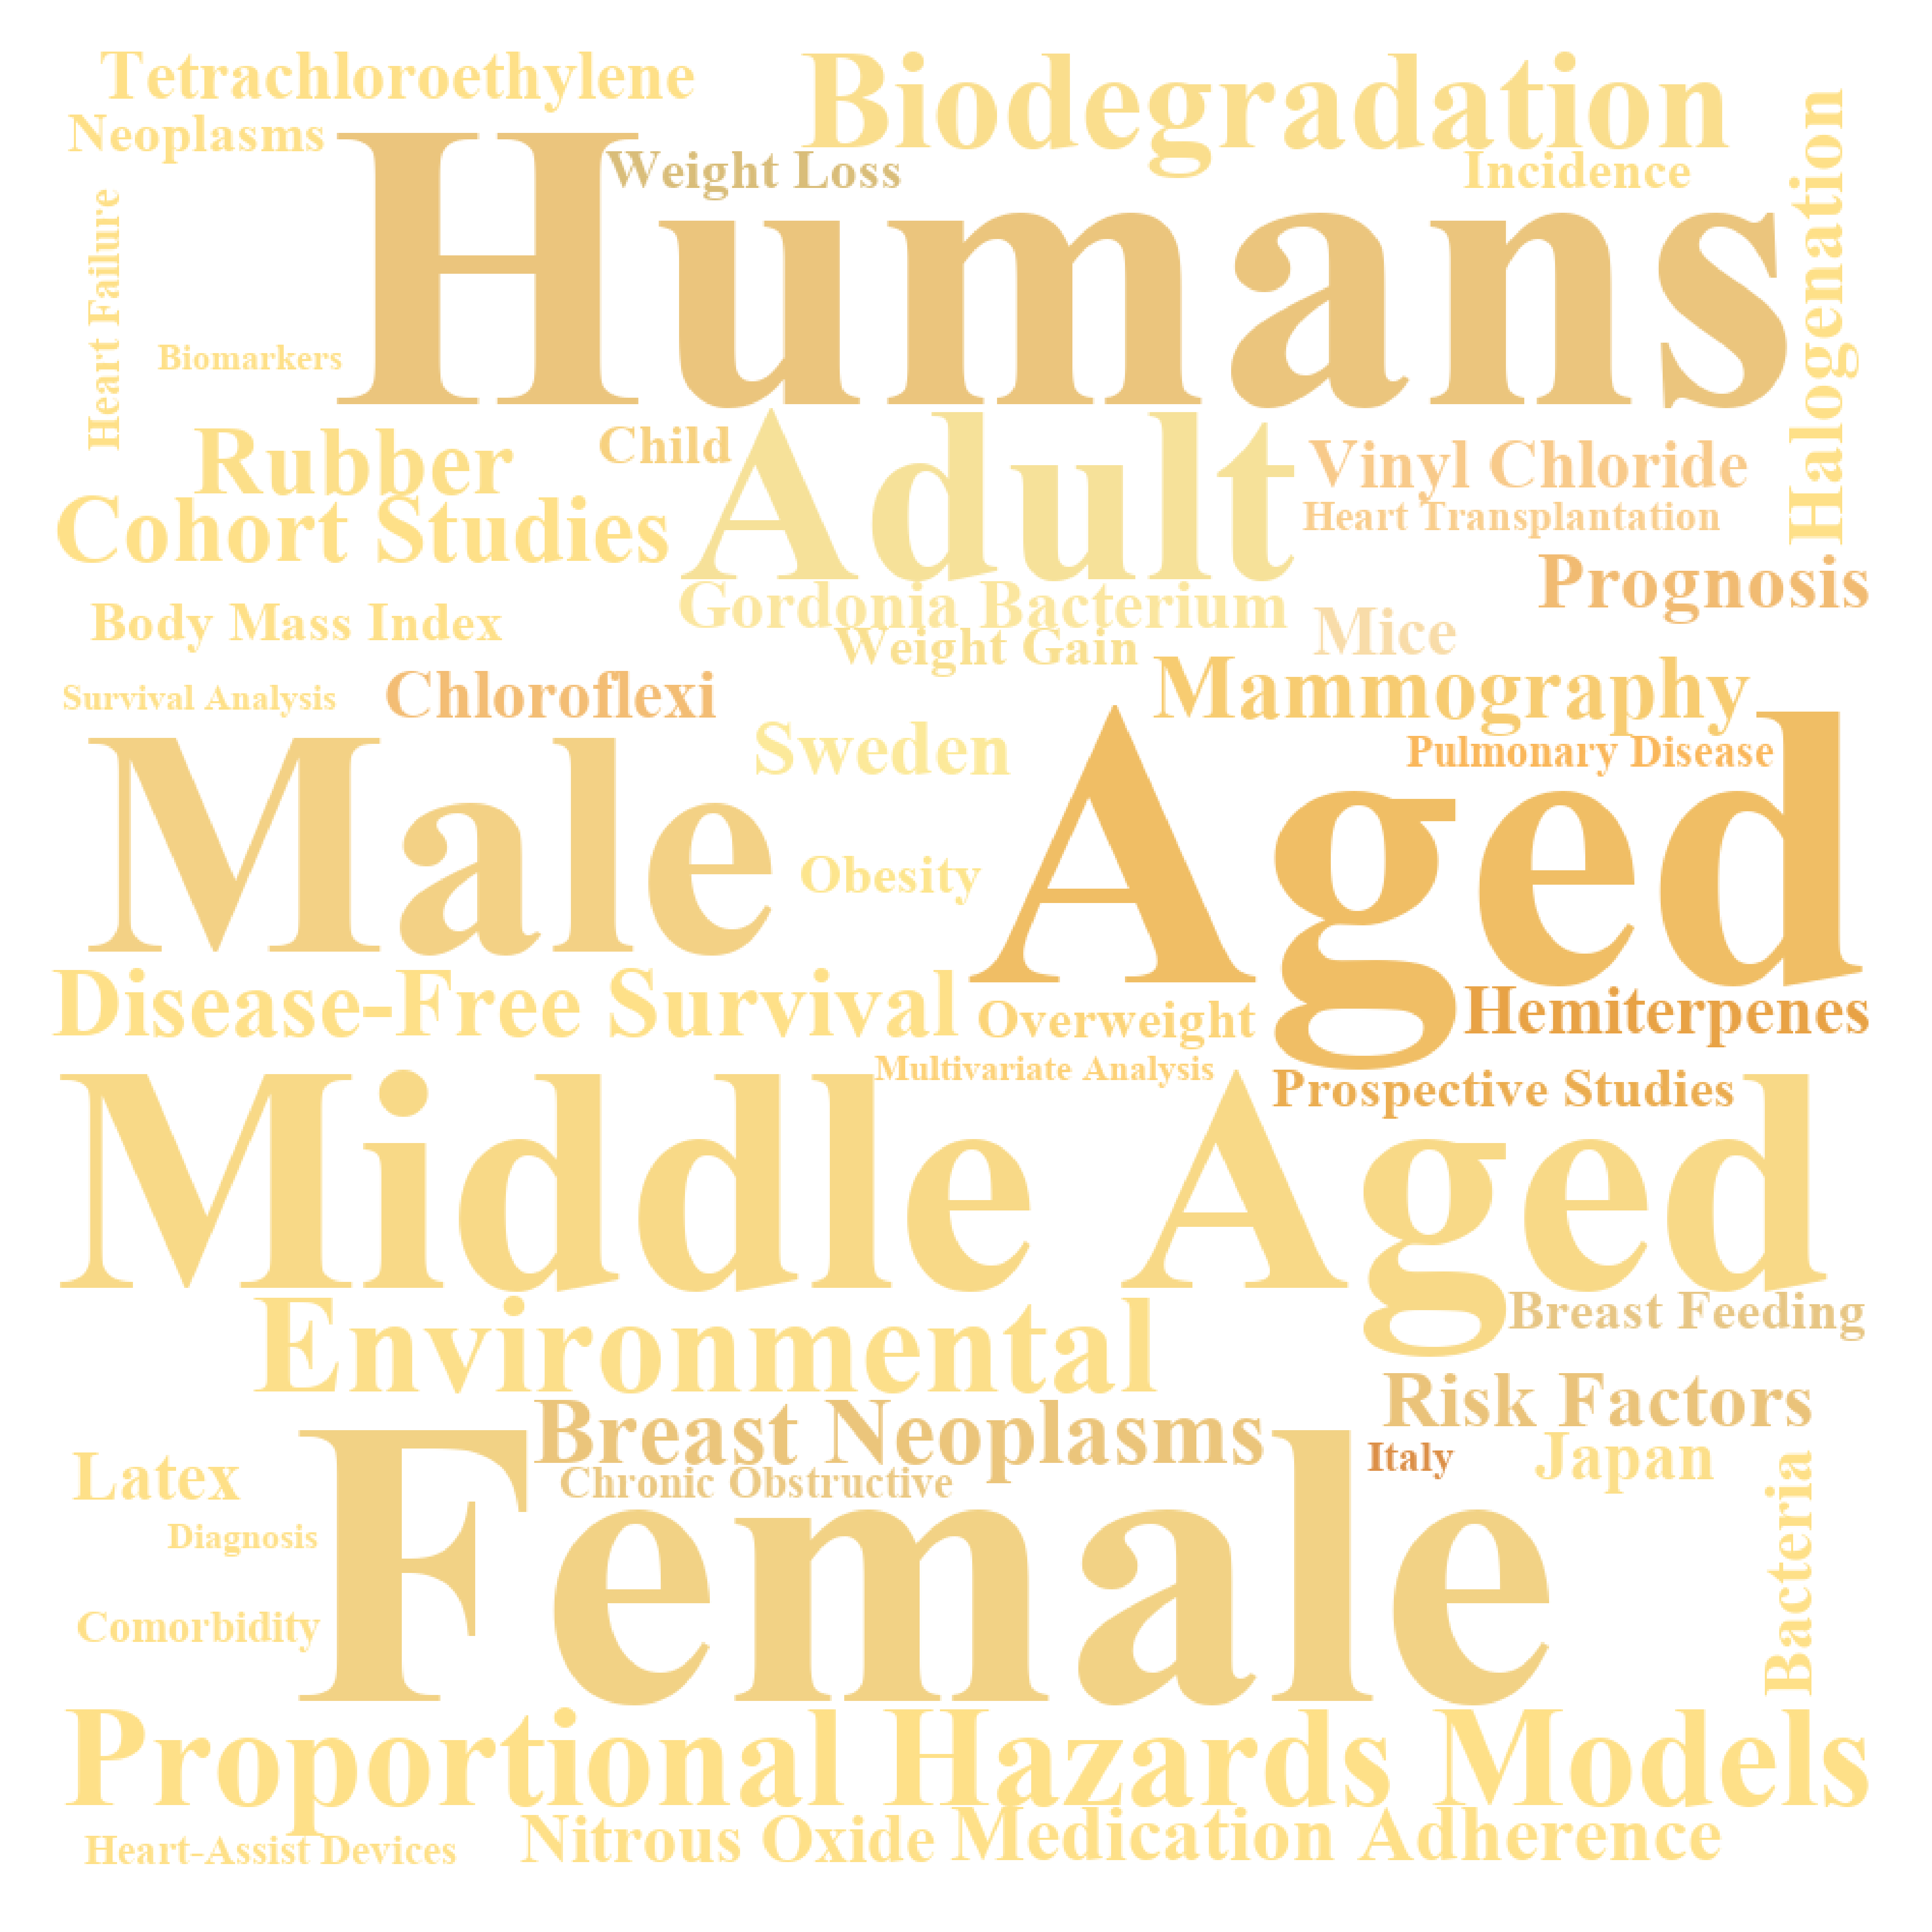 Tetrachloroethylene
Biodegradation
Neoplasms
Weight Loss
Incidence
Humans
Halogenation
Heart Failure
Biomarkers
Rubber
Child
Adult
Vinyl Chloride
Cohort Studies
Heart Transplantation
Prognosis
Gordonia Bacterium
Body Mass Index
Weight Gain
Mice
Survival Analysis
Chloroflexi
Mammography
Sweden
Pulmonary Disease
Male
Aged
Obesity
Disease-Free Survival
Overweight
Hemiterpenes
Multivariate Analysis
Prospective Studies
Middle Aged
Environmental
Breast Feeding
Breast Neoplasms
Risk Factors
Latex
Chronic Obstructive
Italy
Japan
Diagnosis
Female
Bacteria
Comorbidity
Proportional Hazards Models
Heart-Assist Devices
Nitrous Oxide
Medication Adherence